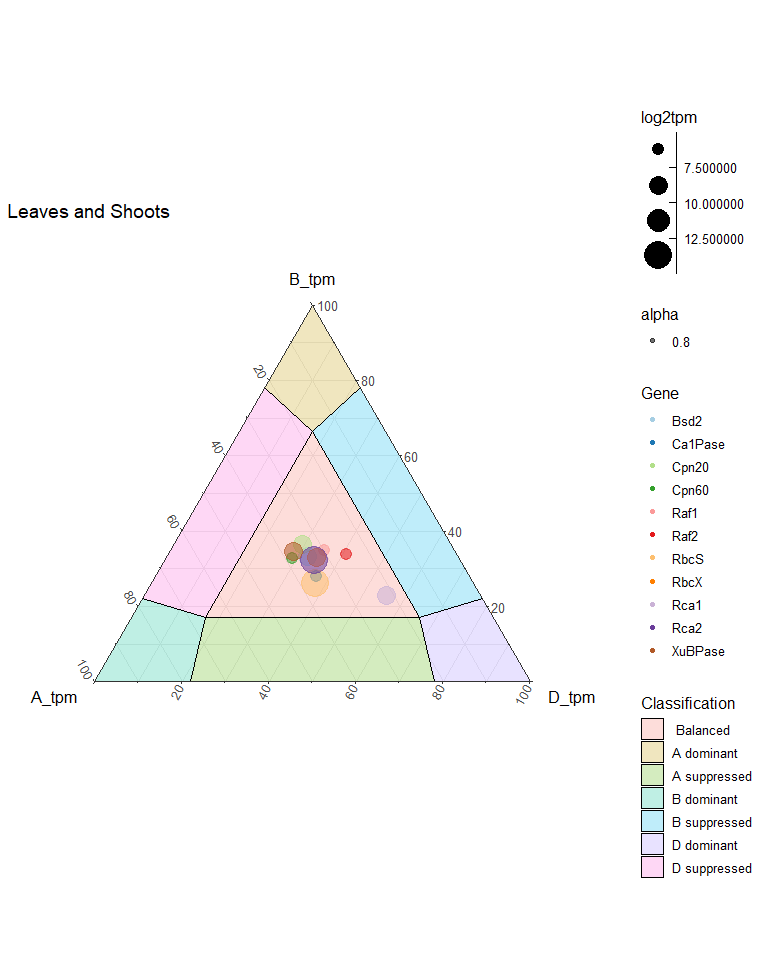 Leaves and Shoots
B_tpm
100
20
80
40
60
60
40
80
20
100
A_tpm
20
40
60
80
100
D_tpm
log2tpm
7.500000
10.000000
12.500000
alpha
0.8
Gene
Bsd2
Ca1Pase
Cpn20
Cpn60
Raf1
Raf2
RbcS
RbcX
Rca1
Rca2
XuBPase
Classification
Balanced
A dominant
A suppressed
B dominant
B suppressed
D dominant
D suppressed